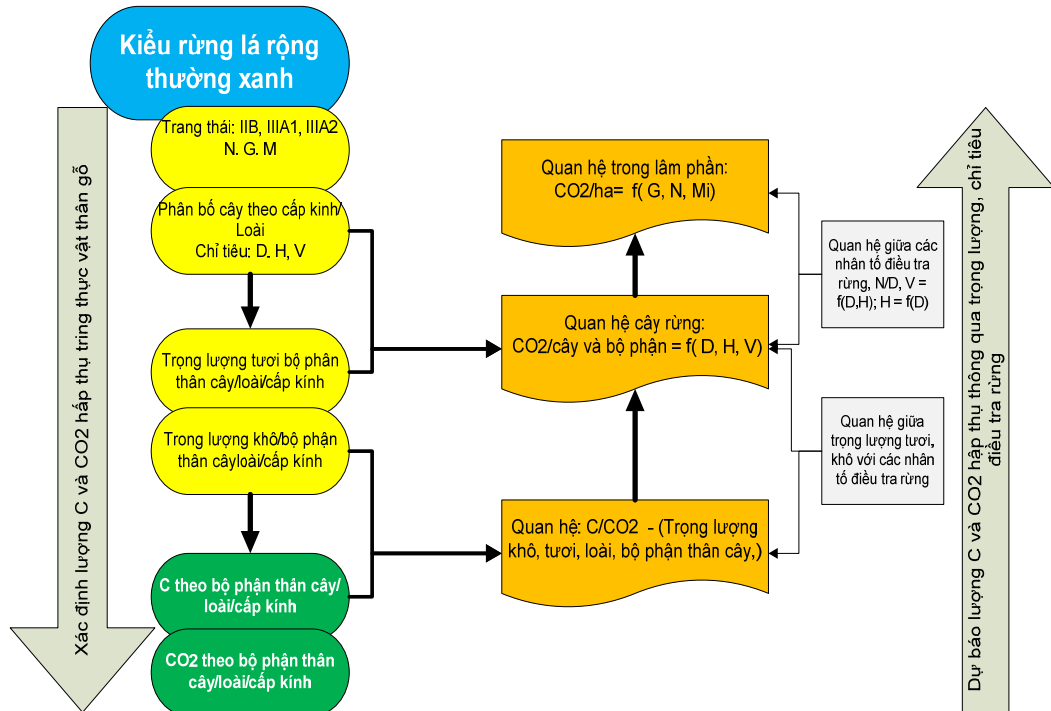 Kiểu rừng lá rộng
thường xanh
Trang thái: IIB, IIIA1, IIIA2
N. G. M
Phân bố cây theo cấp kinh/
Loài
Chỉ tiêu: D. H, V
Trọng lượng tươi bộ phân
thân cây/loài/cấp kính
Trong lượng khô/bộ phận
thân câyloài/cấp kính
C theo bộ phận thân cây/
loài/cấp kính
CO2 theo bộ phận thân
cây/loài/cấp kính
Xác định lượng C và CO2 hấp thụ tring thực vật thân gỗ
Quan hệ trong lâm phần:
CO2/ha= f( G, N, Mi)
Quan hệ cây rừng:
CO2/cây và bộ phận = f( D, H, V)
Quan hệ: C/CO2 - (Trọng lượng
khô, tươi, loài, bộ phận thân cây,)
Quan hệ giữa các
nhân tố điều tra
rừng, N/D, V =
f(D,H); H = f(D)
Quan hệ giữa
trọng lượng tươi,
khô với các nhân
tố điều tra rừng
Dự báo lượng C và CO2 hập thụ thông qua trọng lượng, chỉ tiêu
điều tra rừng